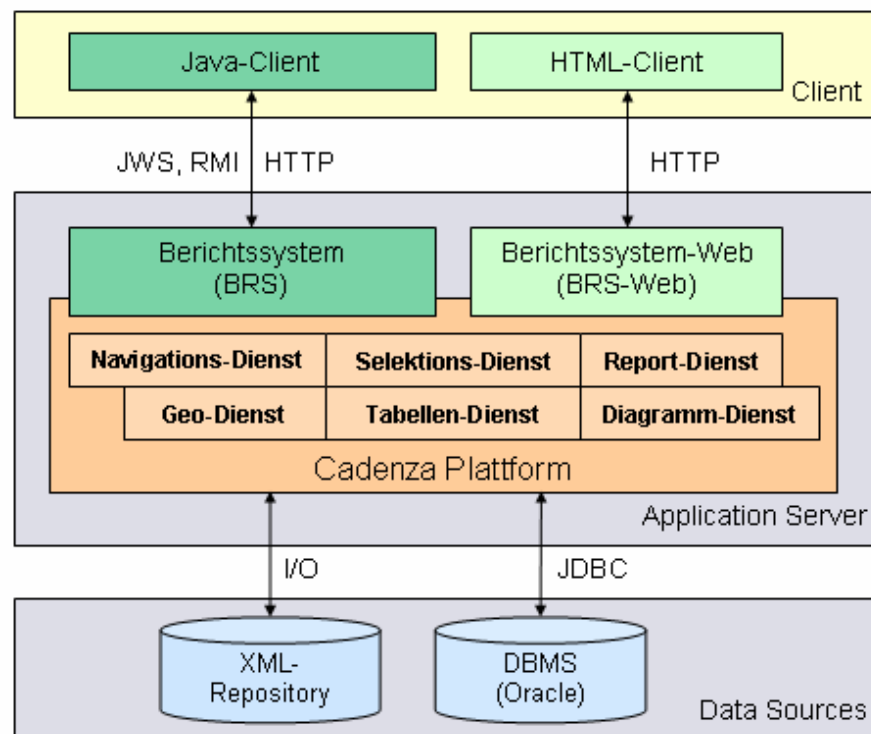 Java-Client
HTML-Client
Client
JWS, RMI
HTTP
HTTP
Berichtssystem
(BRS)
Berichtssystem-Web
(BRS-Web)
Navigations-Dienst
Selektions-Dienst
Report-Dienst
Geo-Dienst
Tabellen-Dienst
Diagramm-Dienst
Cadenza Plattform
Application Server
I/O
JDBC
XML-
Repository
DBMS
(Oracle)
Data Sources